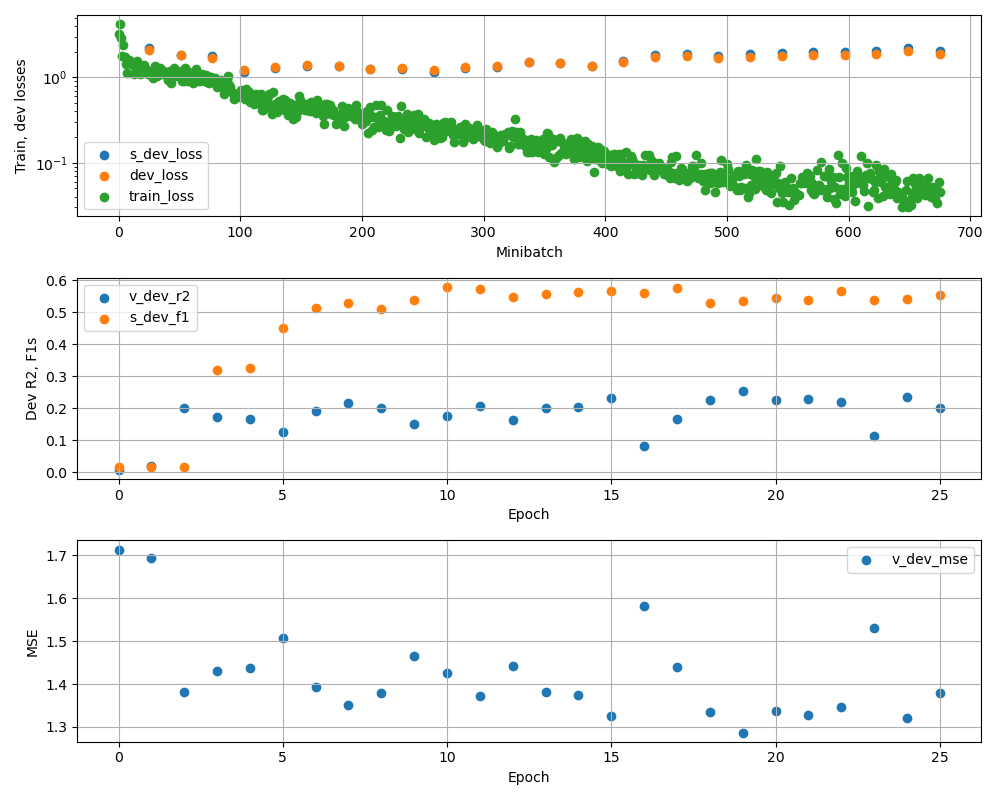 Train, dev losses
10^0
10^-1
s_dev_loss
dev_loss
train_loss
0 100 200 300 400 500 600 700
Minibatch
Dev R2, F1s
0.6
0.5
0.4
0.3
0.2
0.1
0.0
v_dev_r2
s_dev_f1
0 5 10 15 20 25
Epoch
MSE
1.7
1.6
1.5
1.4
1.3
v_dev_mse
0 5 10 15 20 25
Epoch